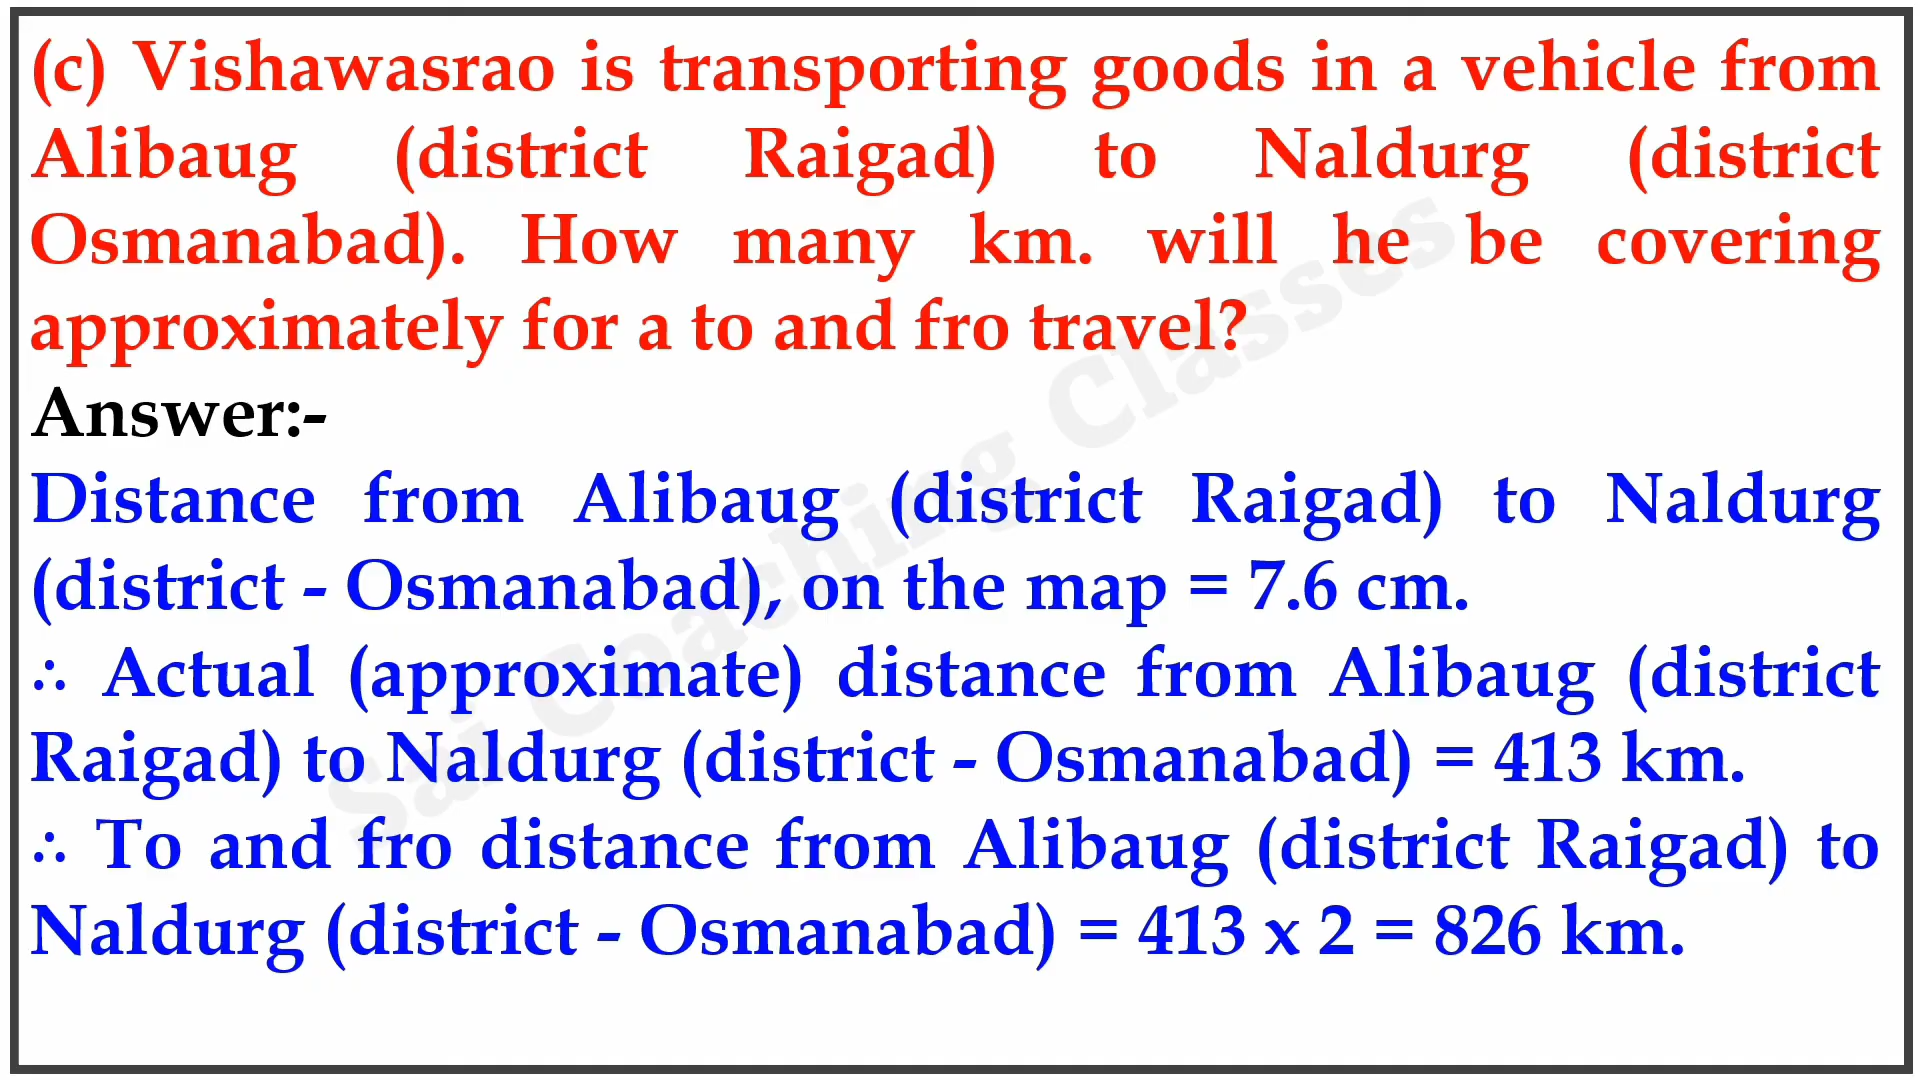 (c) Vishawasrao is transporting goods in a vehicle from
Alibaug (district Raigad) to Naldurg (district
Osmanabad). How many km. will he be covering
approximately for a to and fro travel?
Answer:-
Distance from Alibaug (district Raigad) to Naldurg
(district - Osmanabad), on the map = 7.6 cm.
∴ Actual (approximate) distance from Alibaug (district
Raigad) to Naldurg (district - Osmanabad) = 413 km.
∴ To and fro distance from Alibaug (district Raigad) to
Naldurg (district - Osmanabad) = 413 x 2 = 826 km.
Sai Coaching Classes